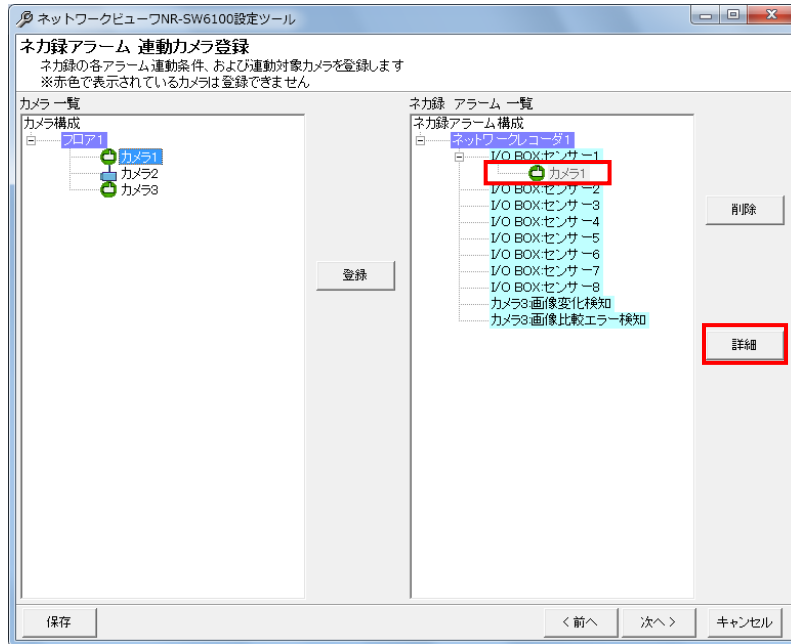 ネットワークビューワNR-SW6100設定ツール
ネカ録アラーム 連動カメラ登録
ネカ録の各アラーム連動条件、および連動対象カメラを登録します
※赤色で表示されているカメラは登録できません
カメラ 一覧
カメラ構成
フロア1
カメラ1
カメラ2
カメラ3
登録
ネカ録 アラーム 一覧
ネカ録アラーム構成
ネットワークレコーダ1
I/O BOX:センサー1
カメラ1
I/O BOX:センサー2
I/O BOX:センサー3
I/O BOX:センサー4
I/O BOX:センサー5
I/O BOX:センサー6
I/O BOX:センサー7
I/O BOX:センサー8
カメラ3:画像変化検知
カメラ3:画像比較エラー検知
削除
詳細
保存
<前へ
次へ>
キャンセル